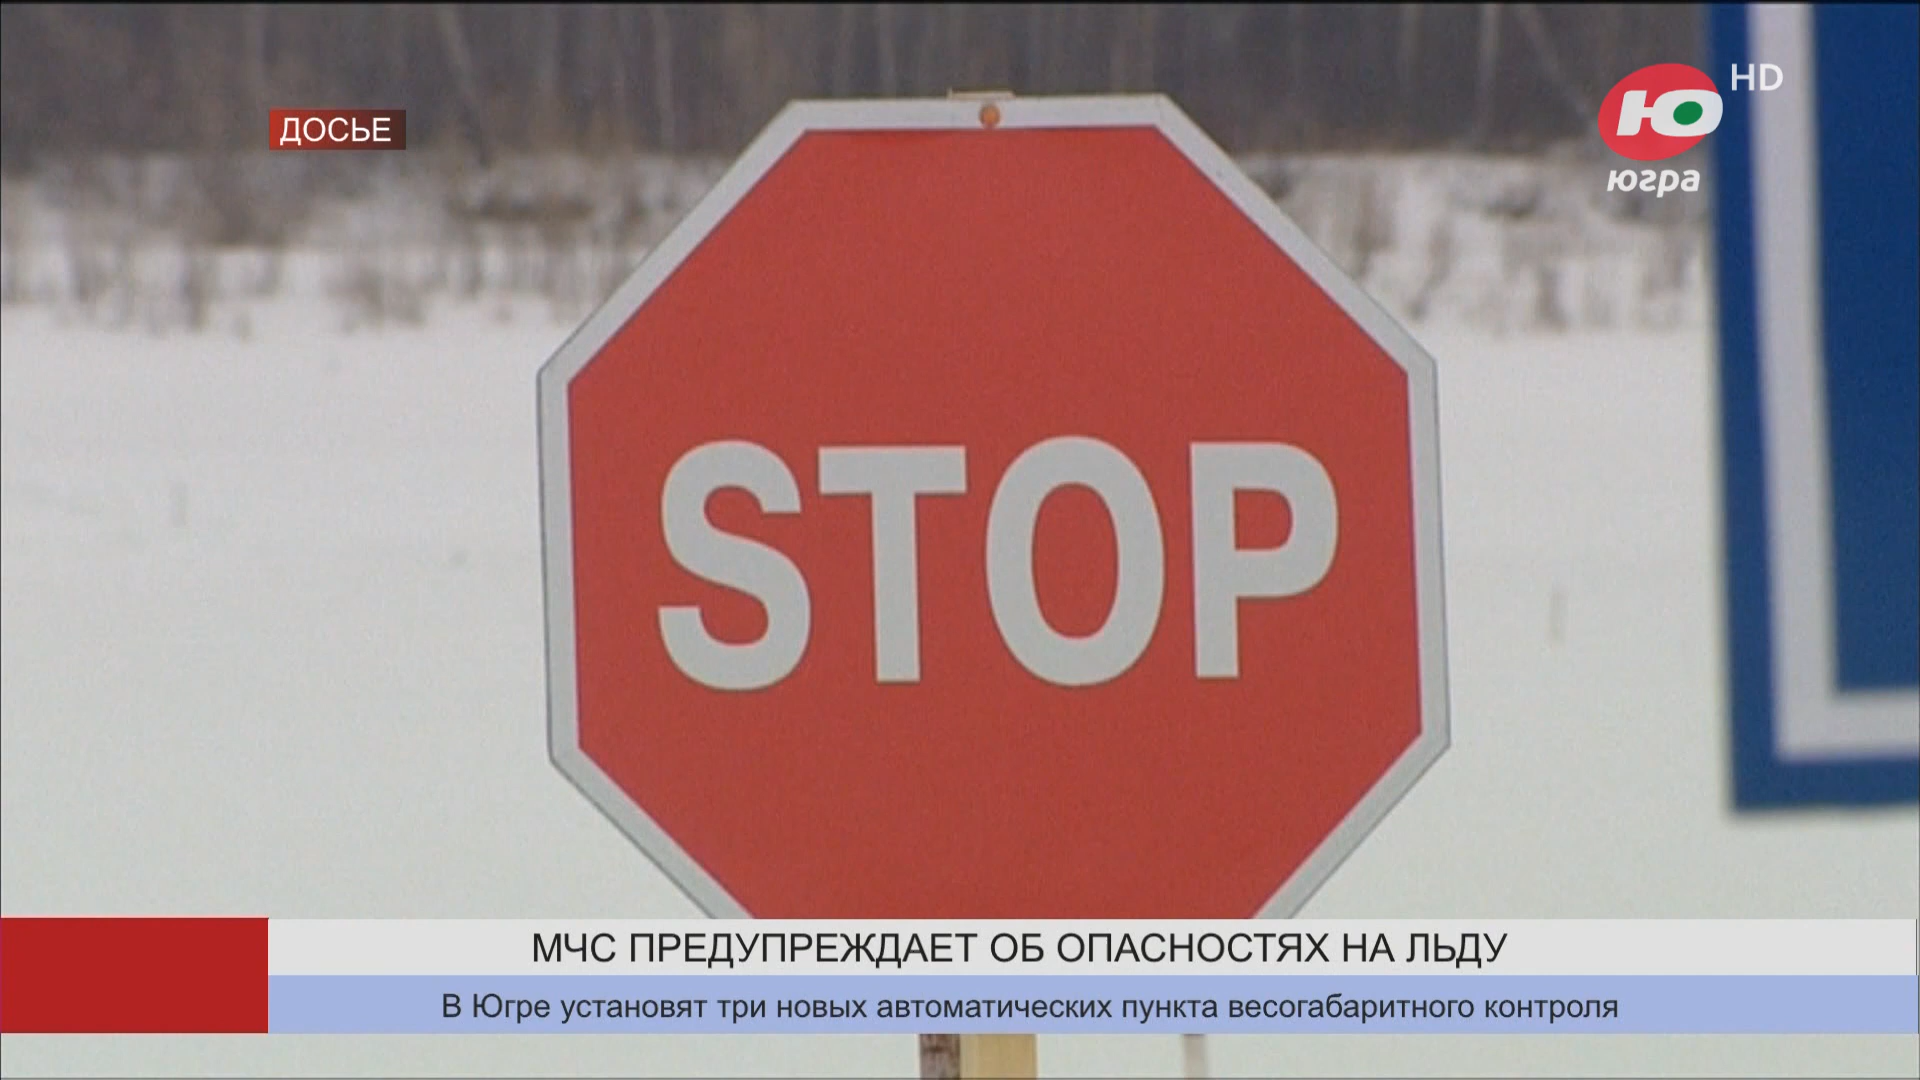 HD
ДОСЬЕ
Ю
югра
STOP
МЧС ПРЕДУПРЕЖДАЕТ ОБ ОПАСНОСТЯХ НА ЛЬДУ
В Югре установят три новых автоматических пункта весогабаритного контроля